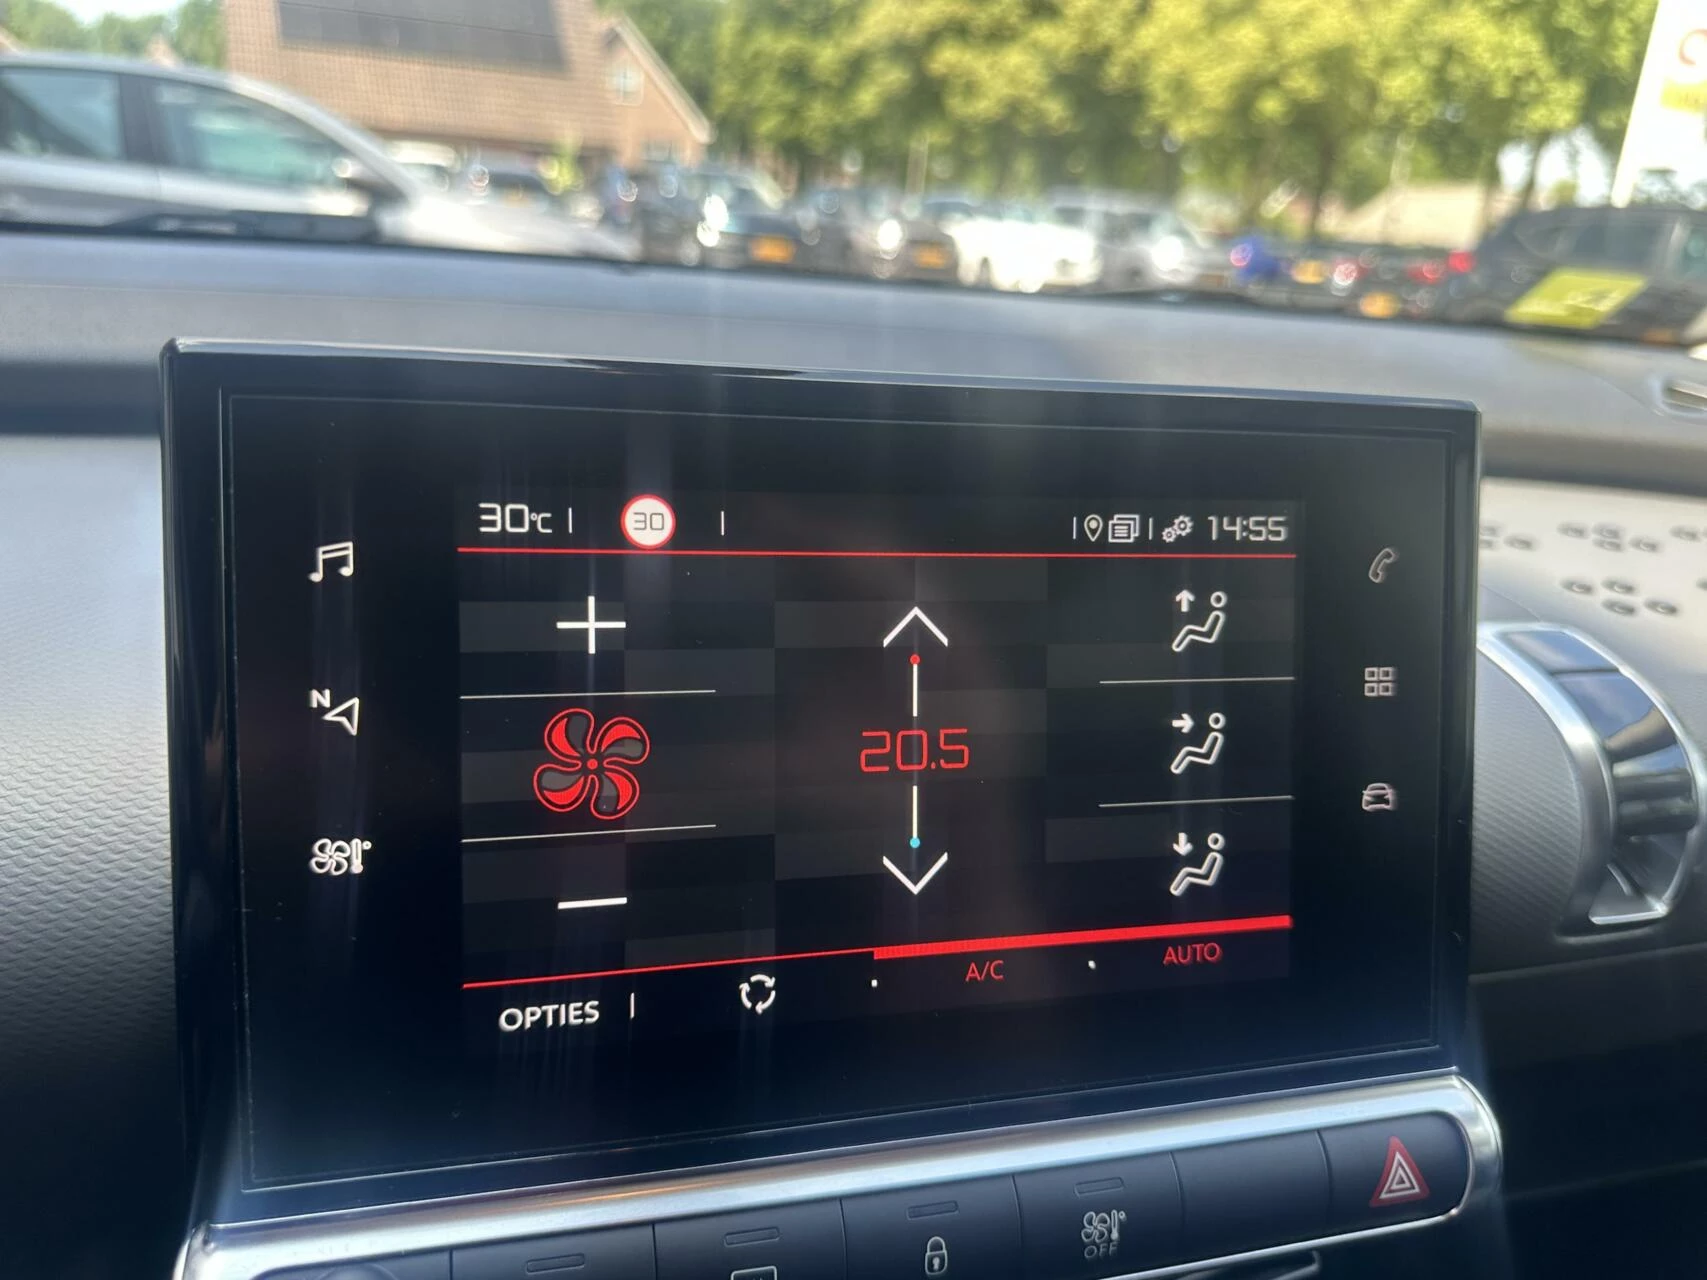 30°C
30
14:55
N
20.5
A/C
AUTO
OPTIES
OFF